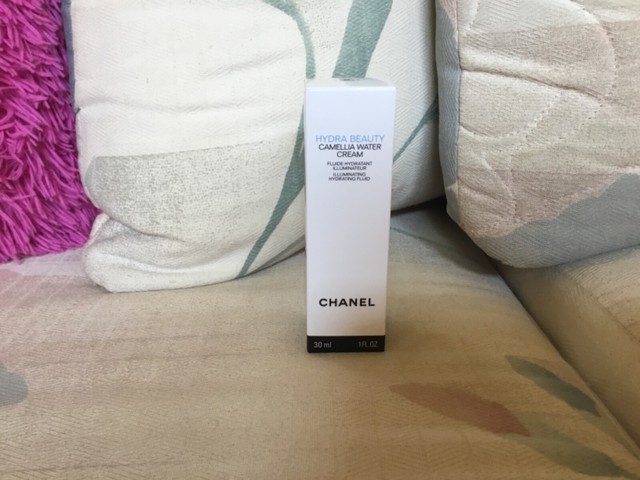 HYDRA BEAUTY
CAMELLIA WATER
CREAM
FLUIDE HYDRATANT
ILLUMINATEUR
ILLUMINATING
HYDRATING FLUID
CHANEL
30 ml 1 FL.OZ.